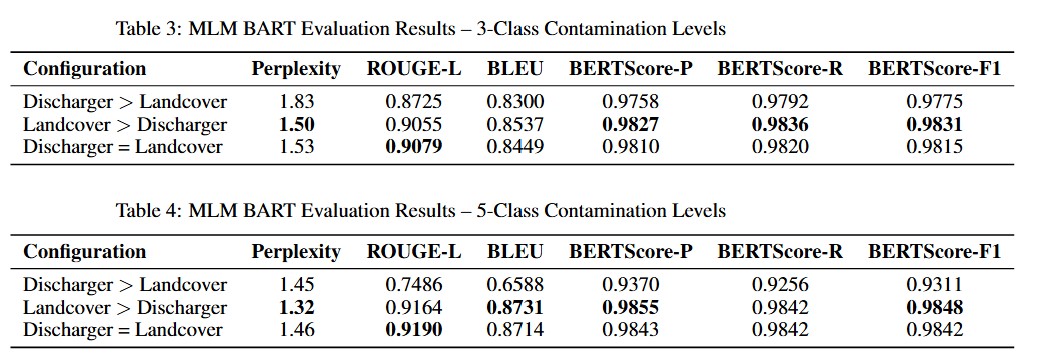 Table 3: MLM BART Evaluation Results – 3-Class Contamination Levels
Configuration Perplexity ROUGE-L BLEU BERTScore-P BERTScore-R BERTScore-F1
Discharger > Landcover 1.83 0.8725 0.8300 0.9758 0.9792 0.9775
Landcover > Discharger 1.50 0.9055 0.8537 0.9827 0.9836 0.9831
Discharger = Landcover 1.53 0.9079 0.8449 0.9810 0.9820 0.9815
Table 4: MLM BART Evaluation Results – 5-Class Contamination Levels
Configuration Perplexity ROUGE-L BLEU BERTScore-P BERTScore-R BERTScore-F1
Discharger > Landcover 1.45 0.7486 0.6588 0.9370 0.9256 0.9311
Landcover > Discharger 1.32 0.9164 0.8731 0.9855 0.9842 0.9848
Discharger = Landcover 1.46 0.9190 0.8714 0.9843 0.9842 0.9842